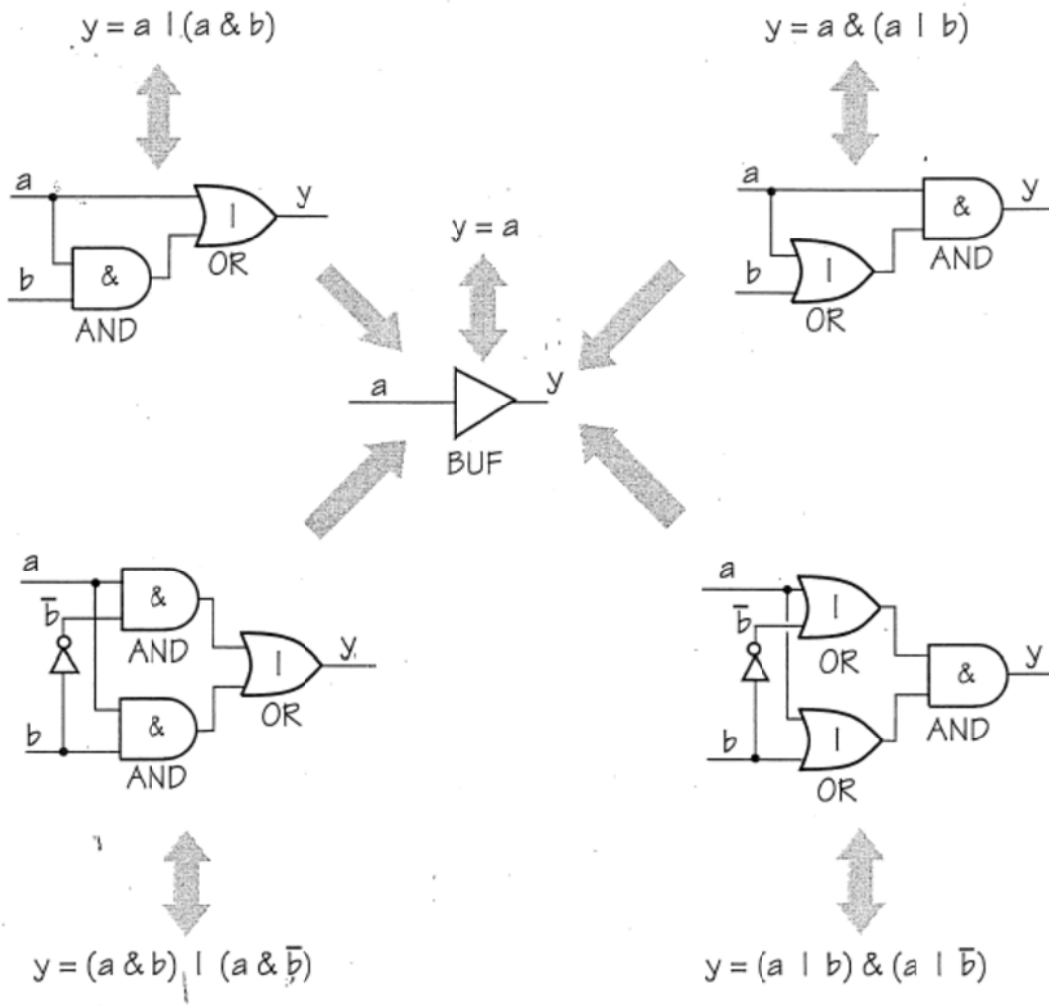 y = a | (a & b)
y = a & (a | b)
a
y
|
OR
b
&
AND
y = a
a
y
&
AND
b
|
OR
a
y
BUF
a
&
AND
b̅
y
|
OR
b
&
AND
a
|
OR
b̅
y
&
AND
b
|
OR
y = (a & b) | (a & b̅)
y = (a | b) & (a | b̅)